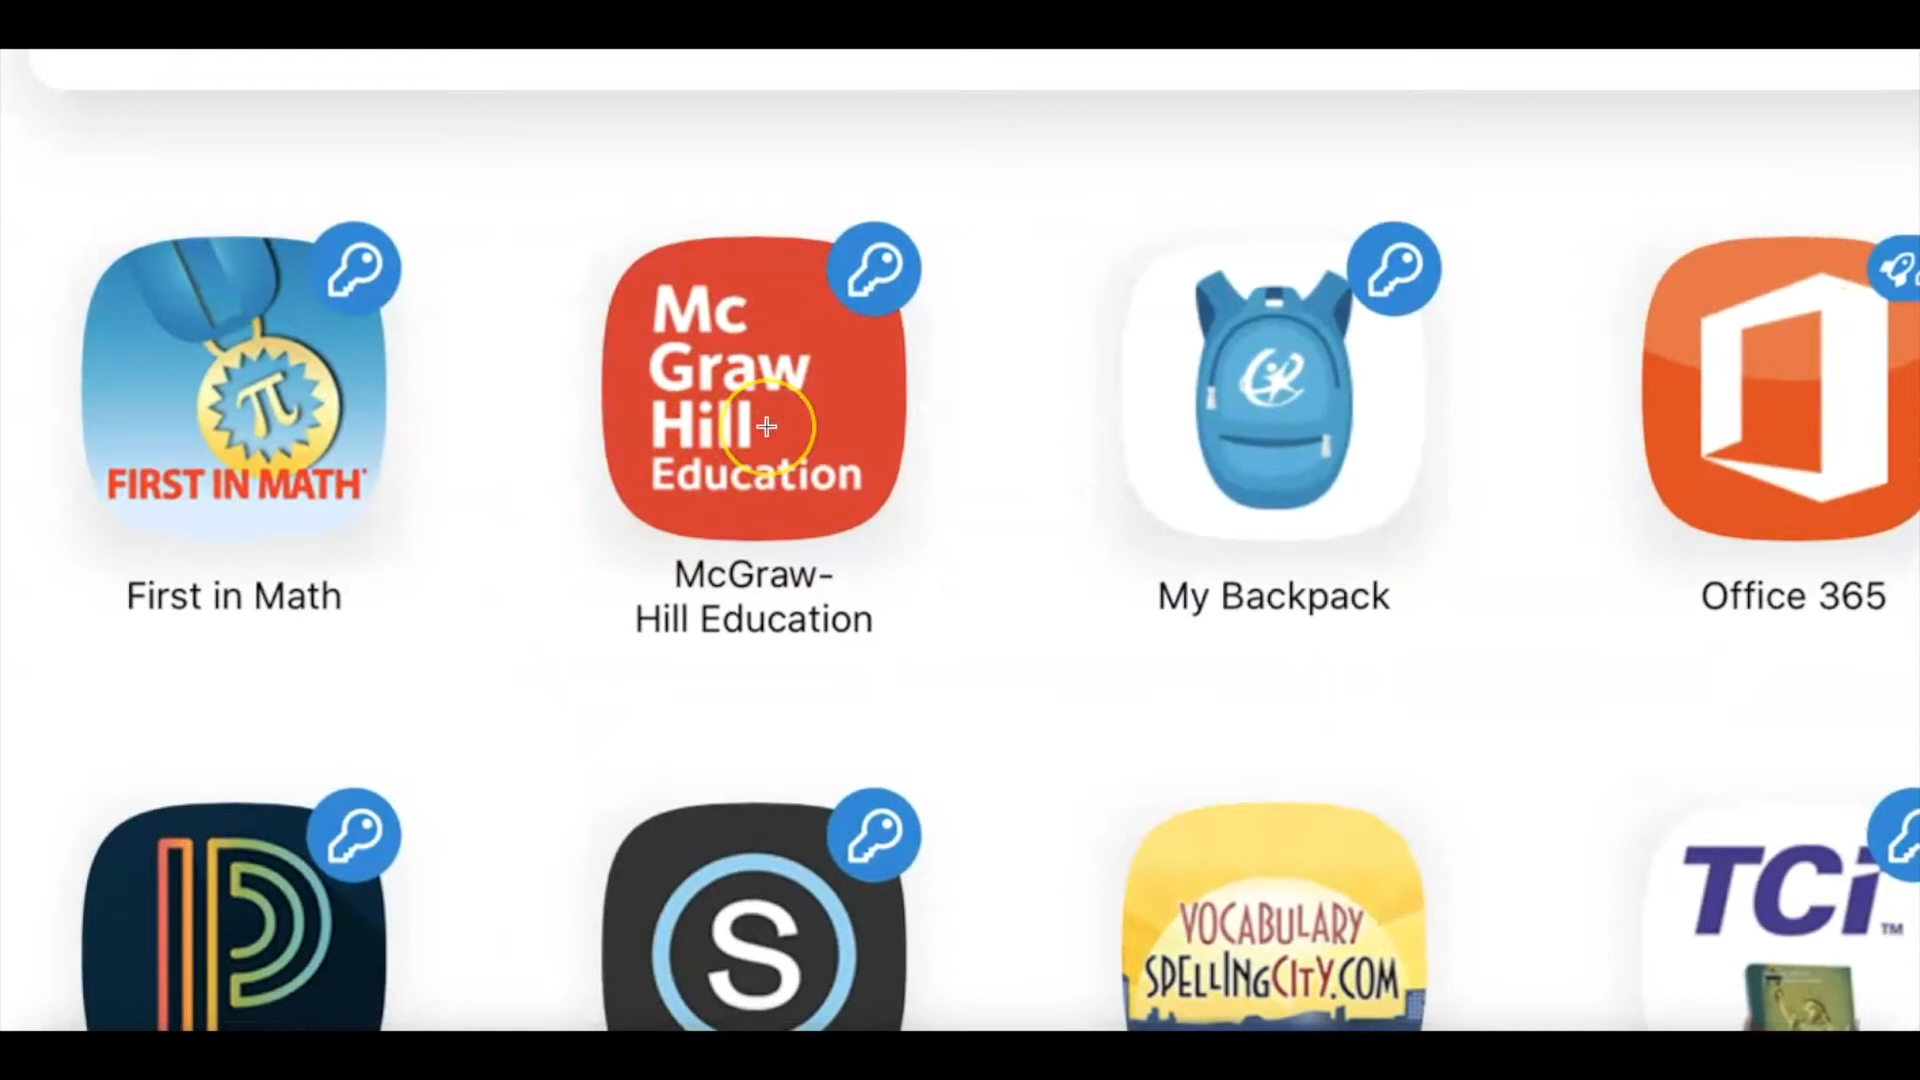 FIRST IN MATH
Mc
Graw
Hill
Education
First in Math
McGraw-
Hill Education
My Backpack
Office 365
S
VOCABULARY
SPELLINGCITY.COM
TCi™